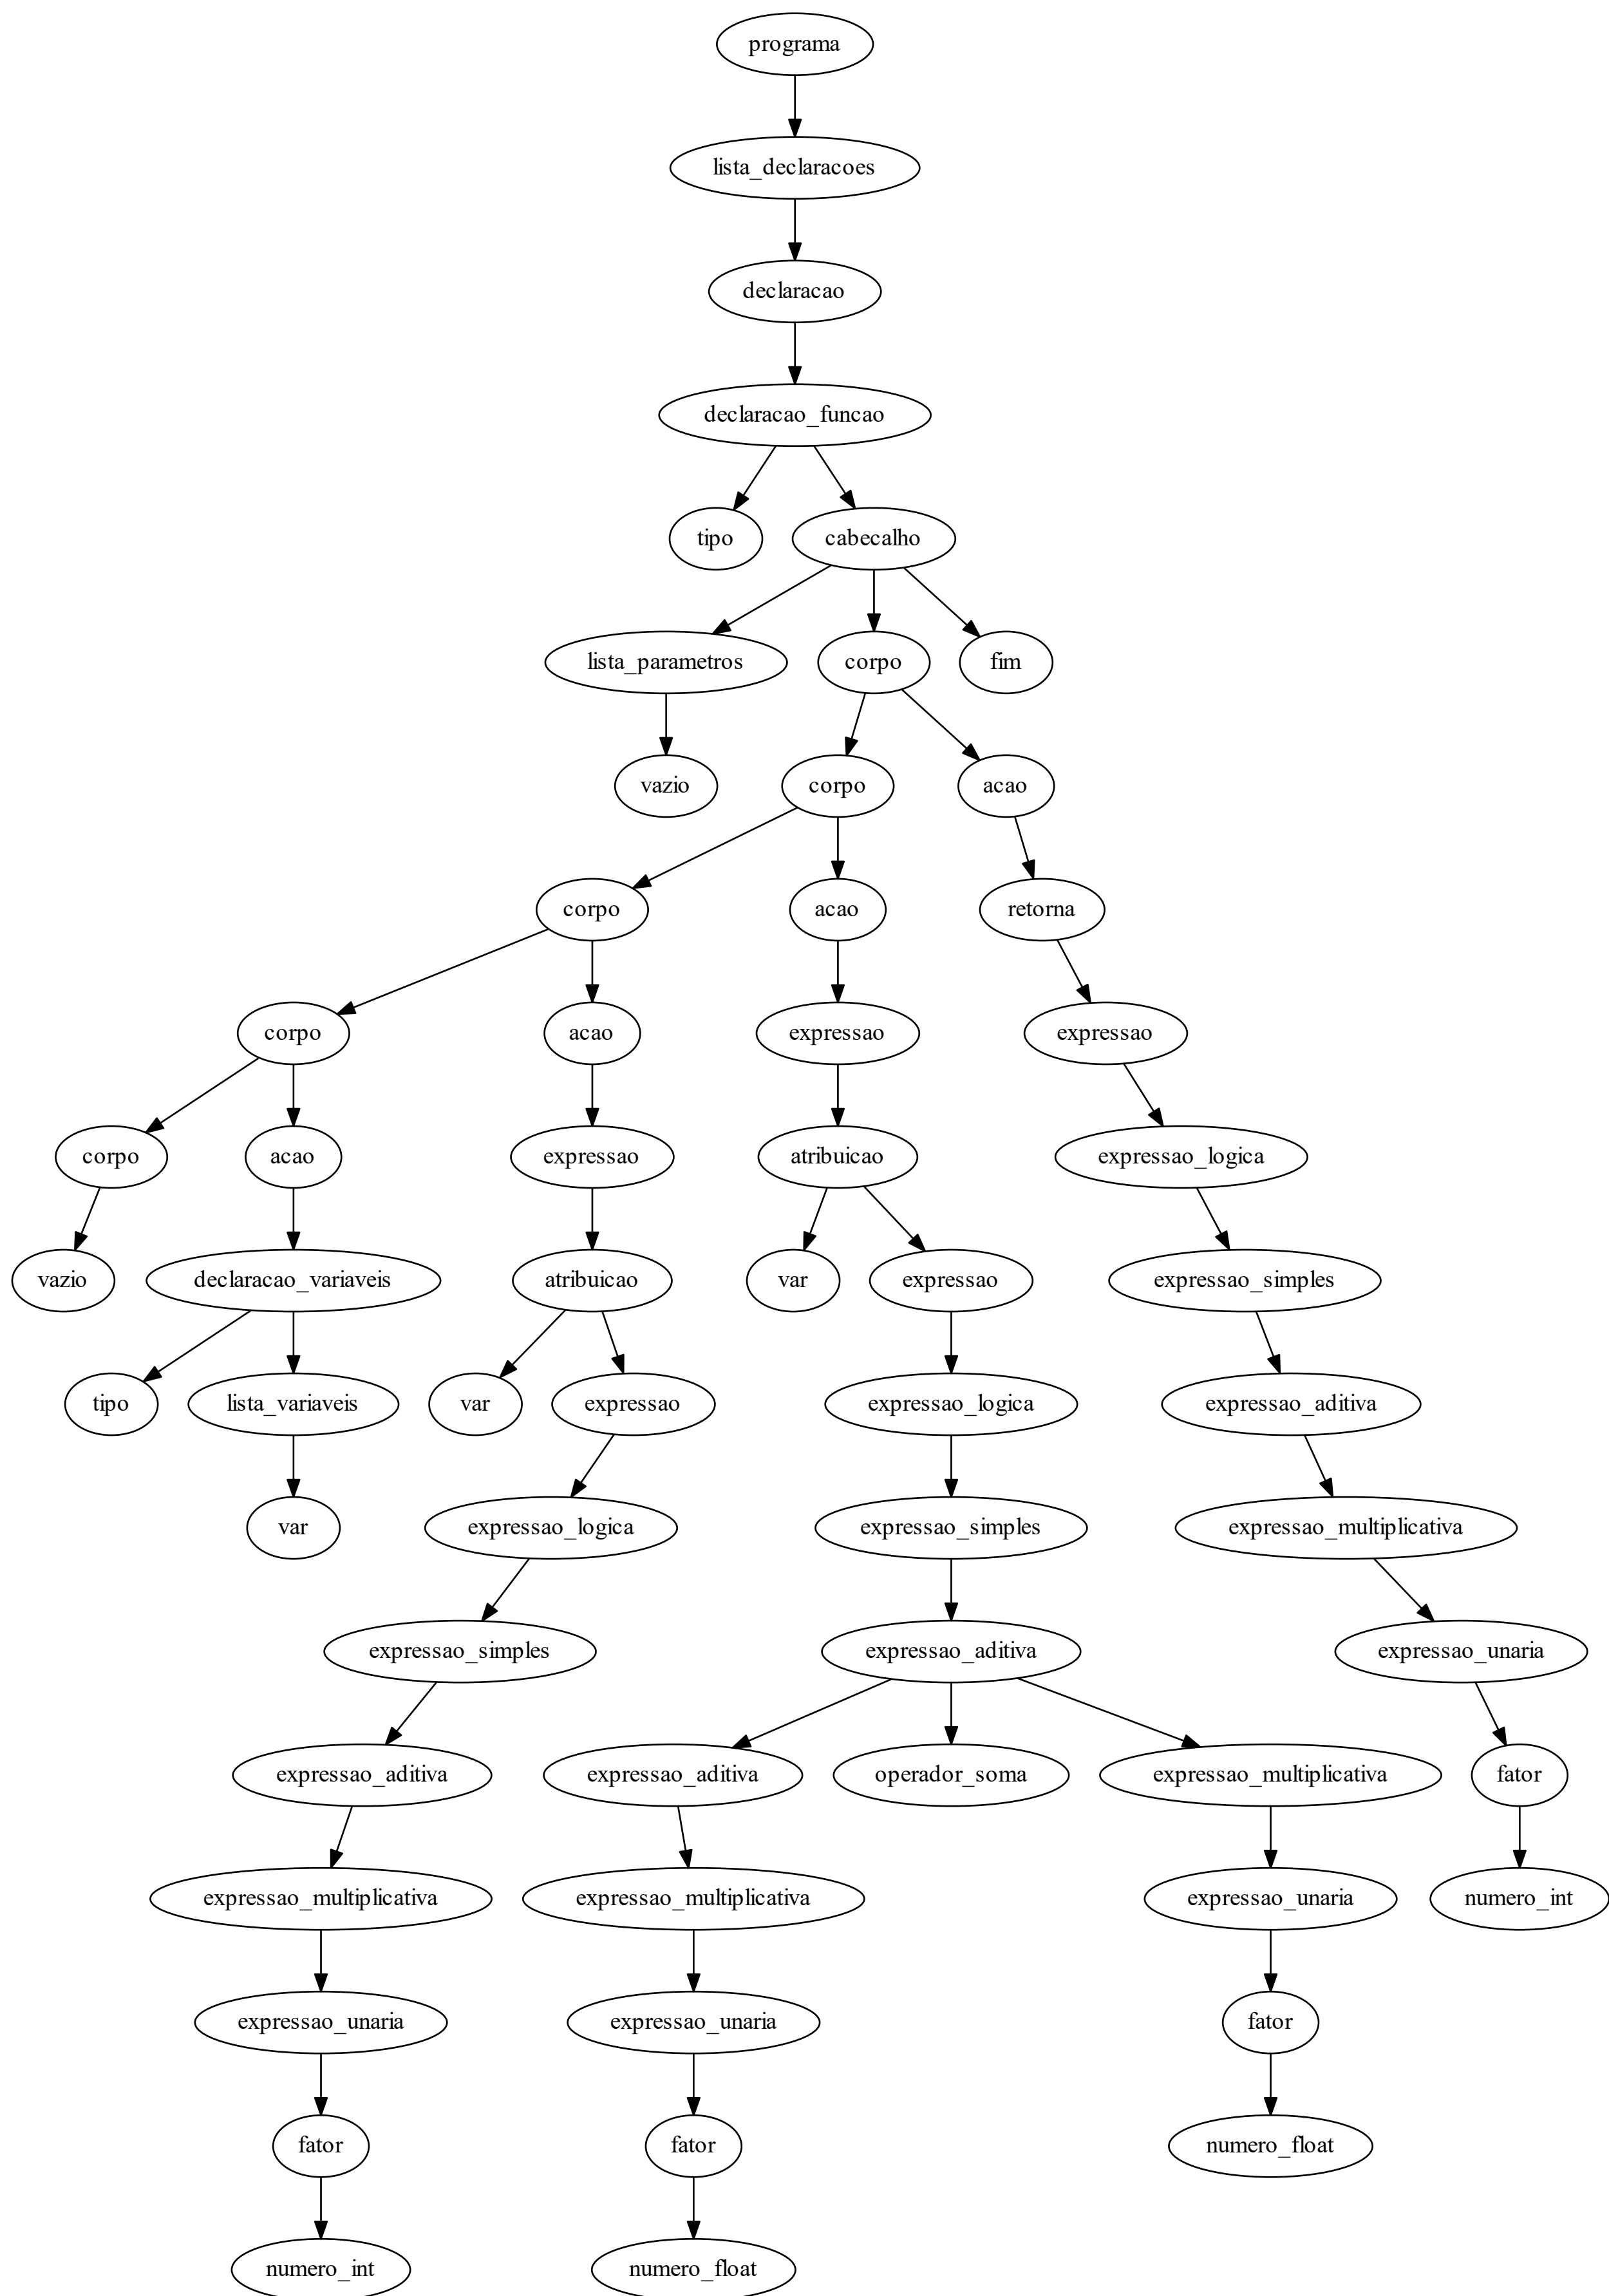 programa
lista_declaracoes
declaracao
declaracao_funcao
tipo
cabecalho
lista_parametros
corpo
fim
vazio
corpo
acao
corpo
acao
retorna
corpo
acao
expressao
expressao
corpo
acao
expressao
atribuicao
expressao_logica
vazio
declaracao_variaveis
atribuicao
var
expressao
expressao_simples
tipo
lista_variaveis
var
expressao
expressao_logica
expressao_aditiva
var
expressao_logica
expressao_simples
expressao_multiplicativa
expressao_simples
expressao_aditiva
expressao_unaria
expressao_aditiva
expressao_aditiva
operador_soma
expressao_multiplicativa
fator
expressao_multiplicativa
expressao_multiplicativa
expressao_unaria
numero_int
expressao_unaria
expressao_unaria
fator
fator
fator
numero_float
numero_int
numero_float